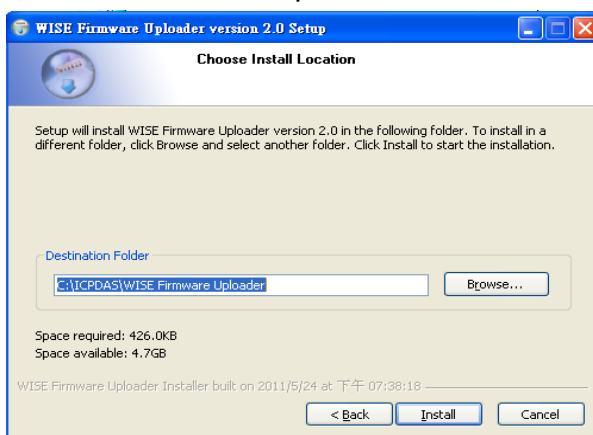 WISE Firmware Uploader version 2.0 Setup
Choose Install Location
Setup will install WISE Firmware Uploader version 2.0 in the following folder. To install in a
different folder, click Browse and select another folder. Click Install to start the installation.
Destination Folder
C:\ICPDAS\WISE Firmware Uploader
Browse...
Space required: 426.0KB
Space available: 4.7GB
WISE Firmware Uploader Installer built on 2011/5/24 at 下午 07:38:18
< Back
Install
Cancel